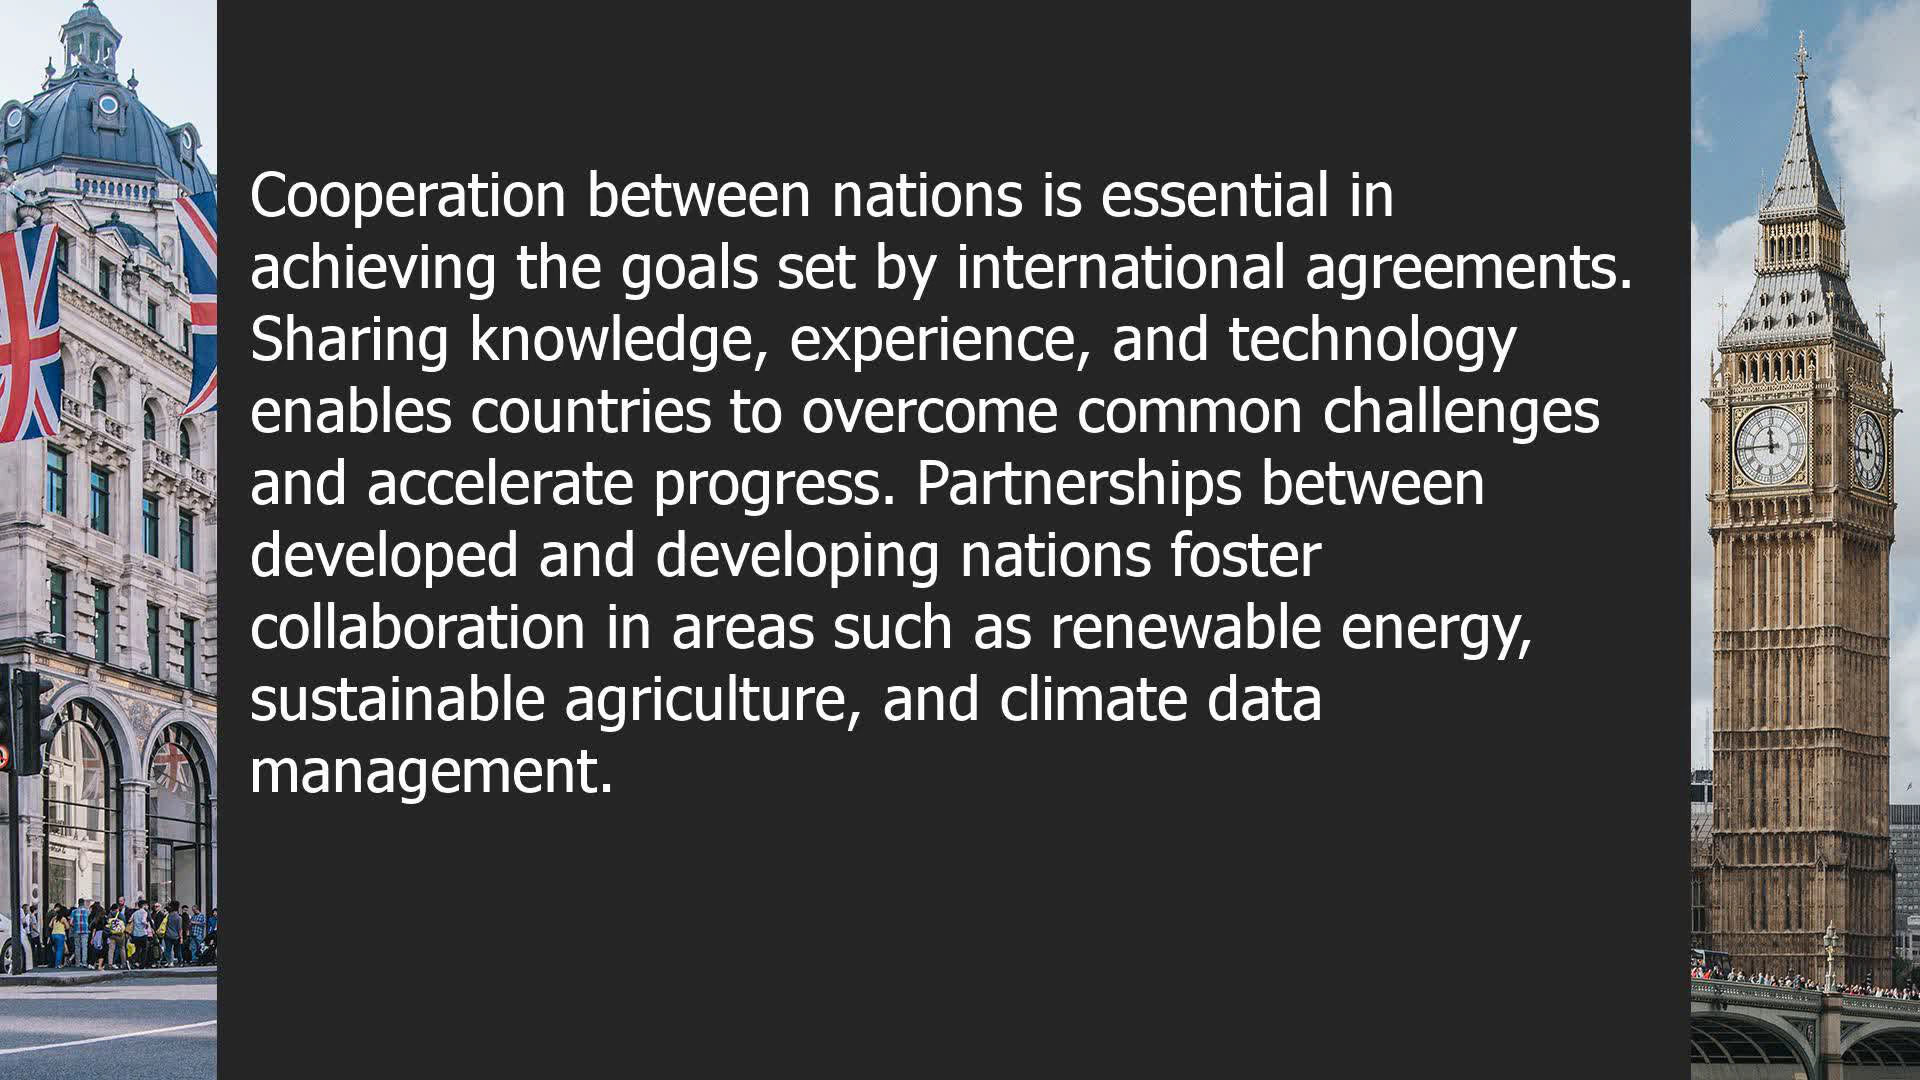 Cooperation between nations is essential in
achieving the goals set by international agreements.
Sharing knowledge, experience, and technology
enables countries to overcome common challenges
and accelerate progress. Partnerships between
developed and developing nations foster
collaboration in areas such as renewable energy,
sustainable agriculture, and climate data
management.